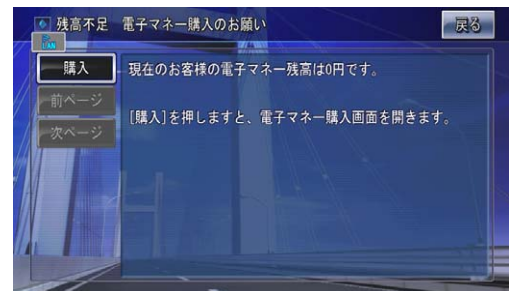 残高不足 電子マネー購入のお願い
戻る
LAN
購入
現在のお客様の電子マネー残高は0円です。
前ページ
[購入]を押しますと、電子マネー購入画面を開きます。
次ページ